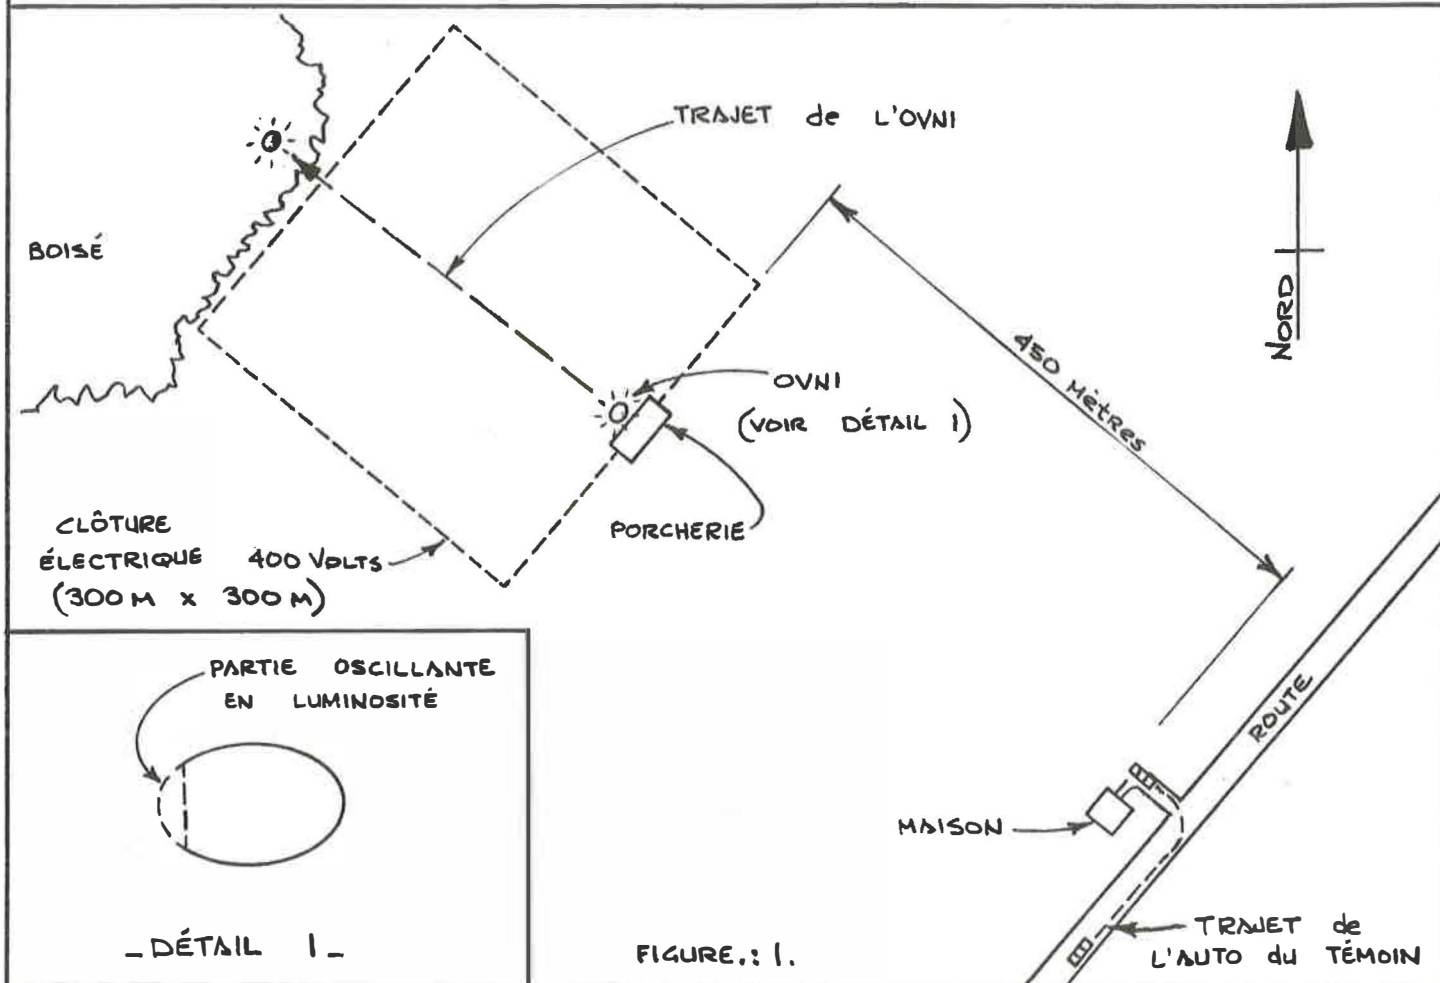 TRAJET de L'OVNI
BOISÉ
NORD
450 Mètres
OVNI
(VOIR DÉTAIL 1)
PORCHERIE
CLÔTURE
ÉLECTRIQUE 400 VOLTS
(300 M x 300 M)
PARTIE OSCILLANTE
EN LUMINOSITÉ
ROUTE
MAISON
TRAJET de
L'AUTO du TÉMOIN
_DÉTAIL 1_
FIGURE.: 1.